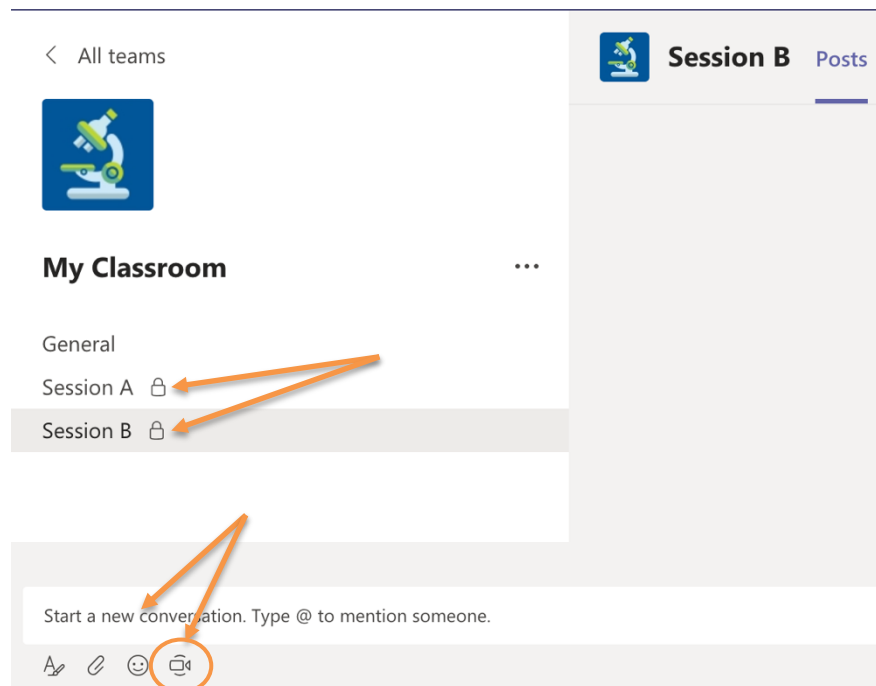 All teams
Session B Posts
My Classroom
General
Session A
Session B
Start a new conversation. Type @ to mention someone.